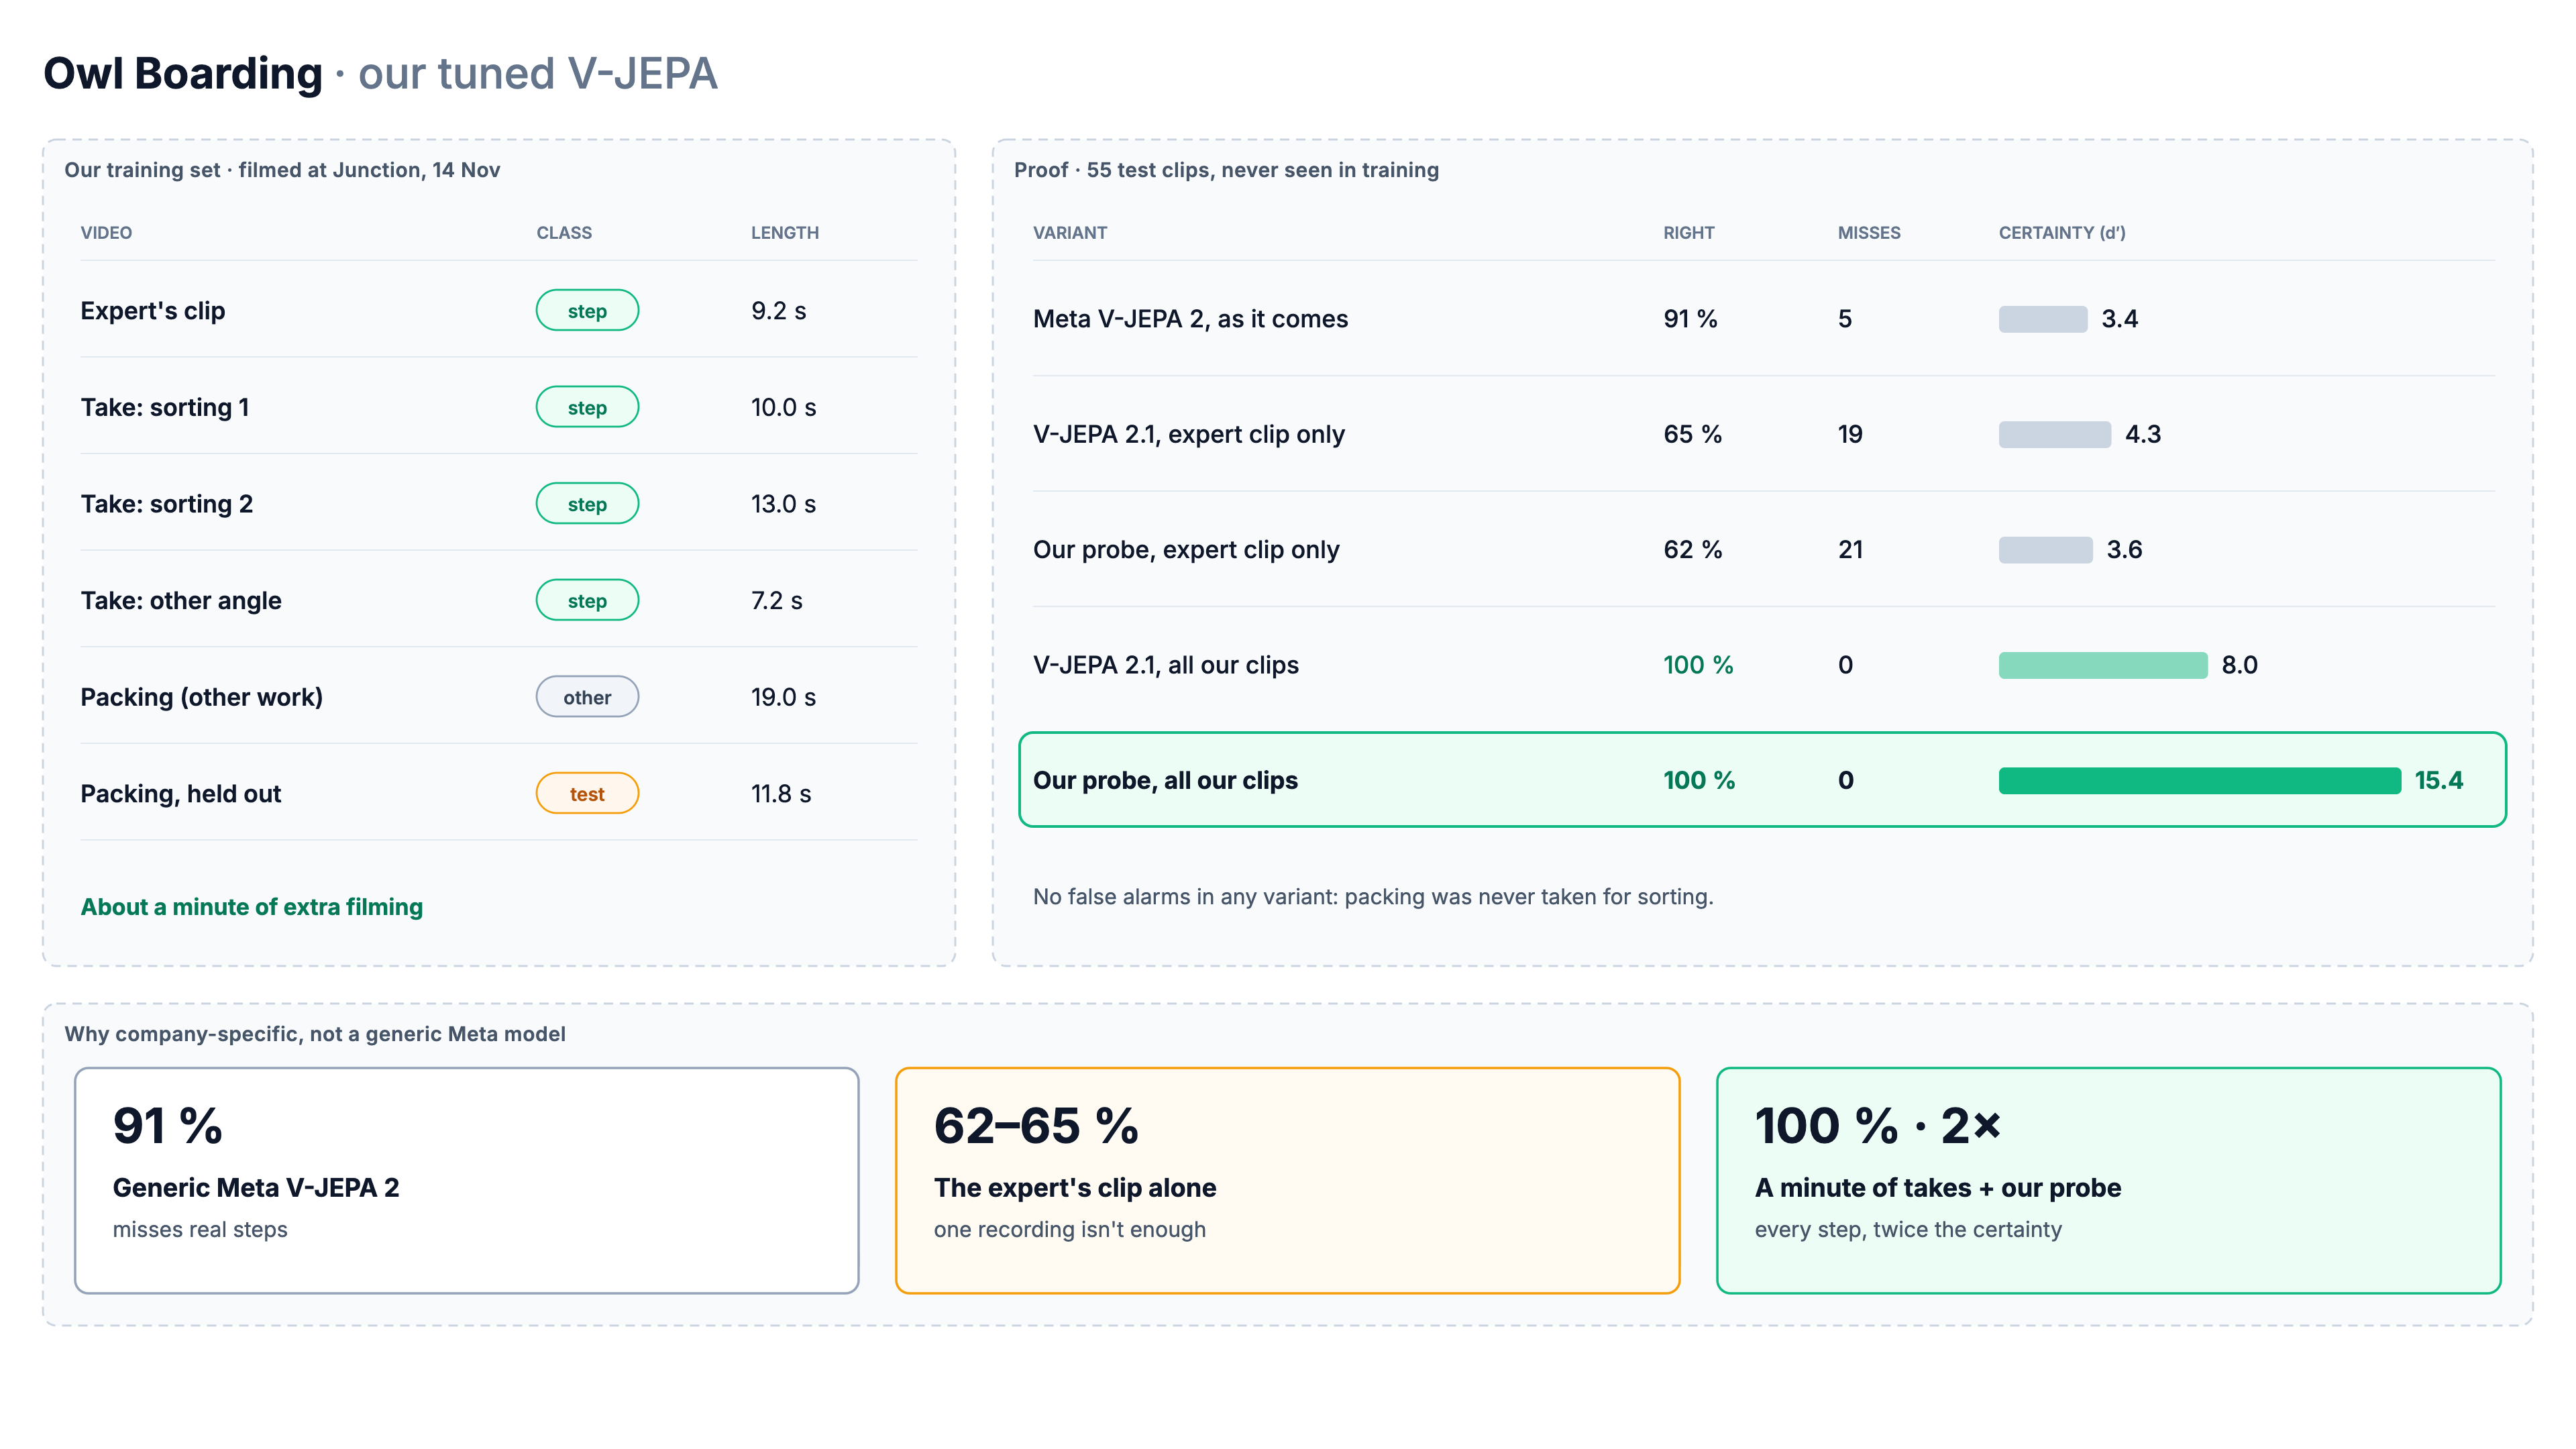 Owl Boarding · our tuned V-JEPA
Our training set · filmed at Junction, 14 Nov
VIDEO CLASS LENGTH
Expert's clip step 9.2 s
Take: sorting 1 step 10.0 s
Take: sorting 2 step 13.0 s
Take: other angle step 7.2 s
Packing (other work) other 19.0 s
Packing, held out test 11.8 s
About a minute of extra filming
Proof · 55 test clips, never seen in training
VARIANT RIGHT MISSES CERTAINTY (d′)
Meta V-JEPA 2, as it comes 91 % 5 3.4
V-JEPA 2.1, expert clip only 65 % 19 4.3
Our probe, expert clip only 62 % 21 3.6
V-JEPA 2.1, all our clips 100 % 0 8.0
Our probe, all our clips 100 % 0 15.4
No false alarms in any variant: packing was never taken for sorting.
Why company-specific, not a generic Meta model
91 %
Generic Meta V-JEPA 2
misses real steps
62–65 %
The expert's clip alone
one recording isn't enough
100 % · 2×
A minute of takes + our probe
every step, twice the certainty